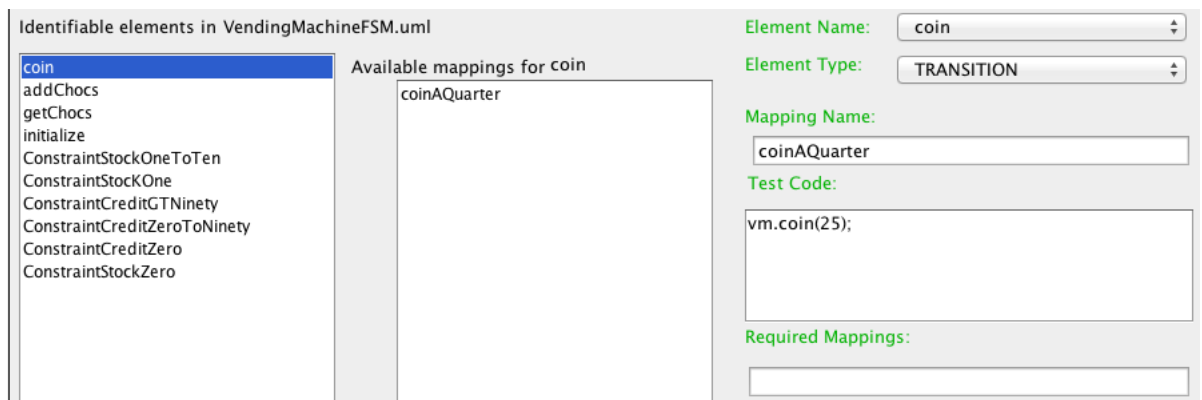 Identifiable elements in VendingMachineFSM.uml
coin
addChocs
getChocs
initialize
ConstraintStockOneToTen
ConstraintStocKOne
ConstraintCreditGTNinety
ConstraintCreditZeroToNinety
ConstraintCreditZero
ConstraintStockZero
Available mappings for coin
coinAQuarter
Element Name: coin
Element Type: TRANSITION
Mapping Name:
coinAQuarter
Test Code:
vm.coin(25);
Required Mappings: